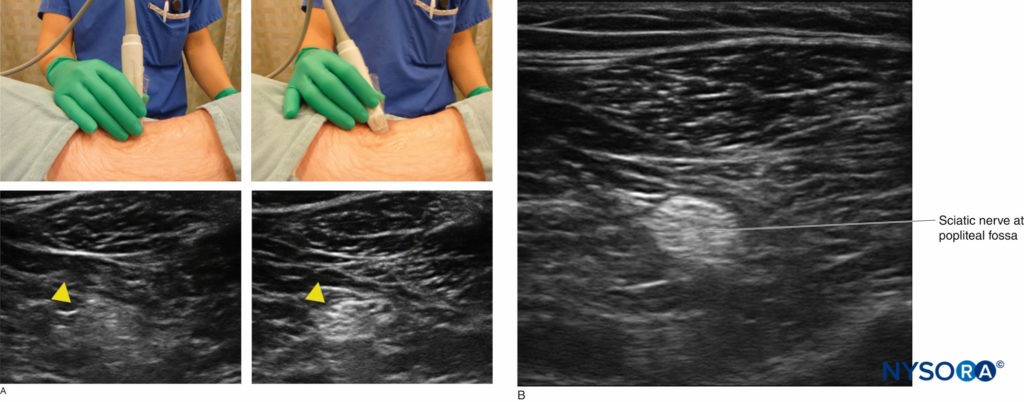 A
B
Sciatic nerve at
popliteal fossa
NYSORA©